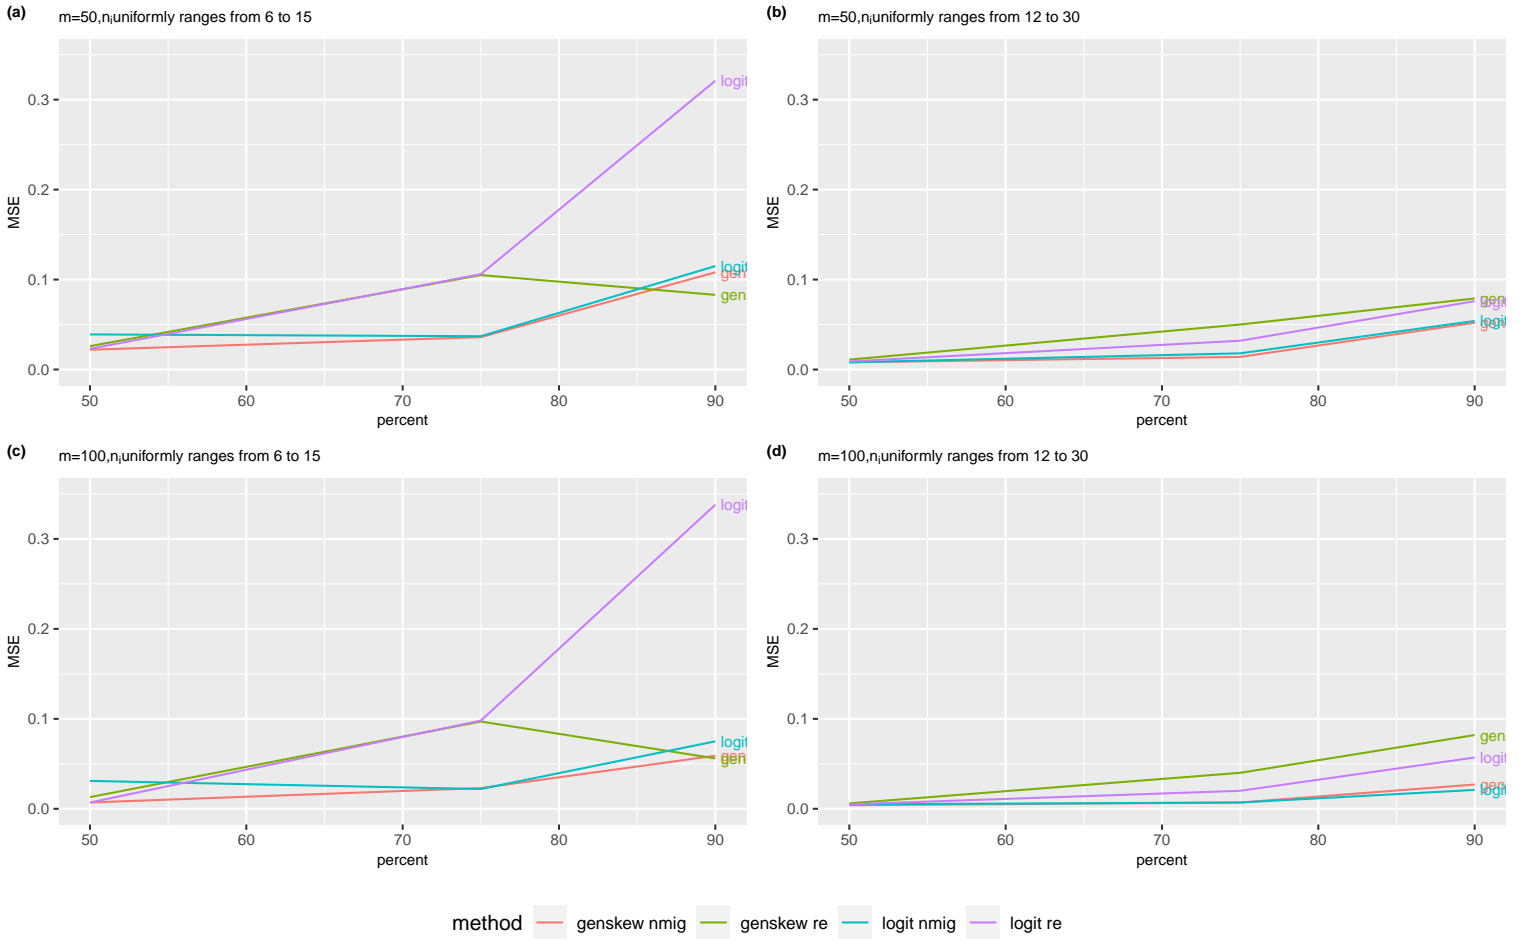 (a)
m=50,nᵢuniformly ranges from 6 to 15
MSE
0.3
0.2
0.1
0.0
logit
logit
gen
gen
50 60 70 80 90
percent
(b)
m=50,nᵢuniformly ranges from 12 to 30
MSE
0.3
0.2
0.1
0.0
gen
logit
logit
gen
50 60 70 80 90
percent
(c)
m=100,nᵢuniformly ranges from 6 to 15
MSE
0.3
0.2
0.1
0.0
logit
logit
gen
gen
50 60 70 80 90
percent
(d)
m=100,nᵢuniformly ranges from 12 to 30
MSE
0.3
0.2
0.1
0.0
gen
logit
gen
logit
50 60 70 80 90
percent
method genskew nmig genskew re logit nmig logit re